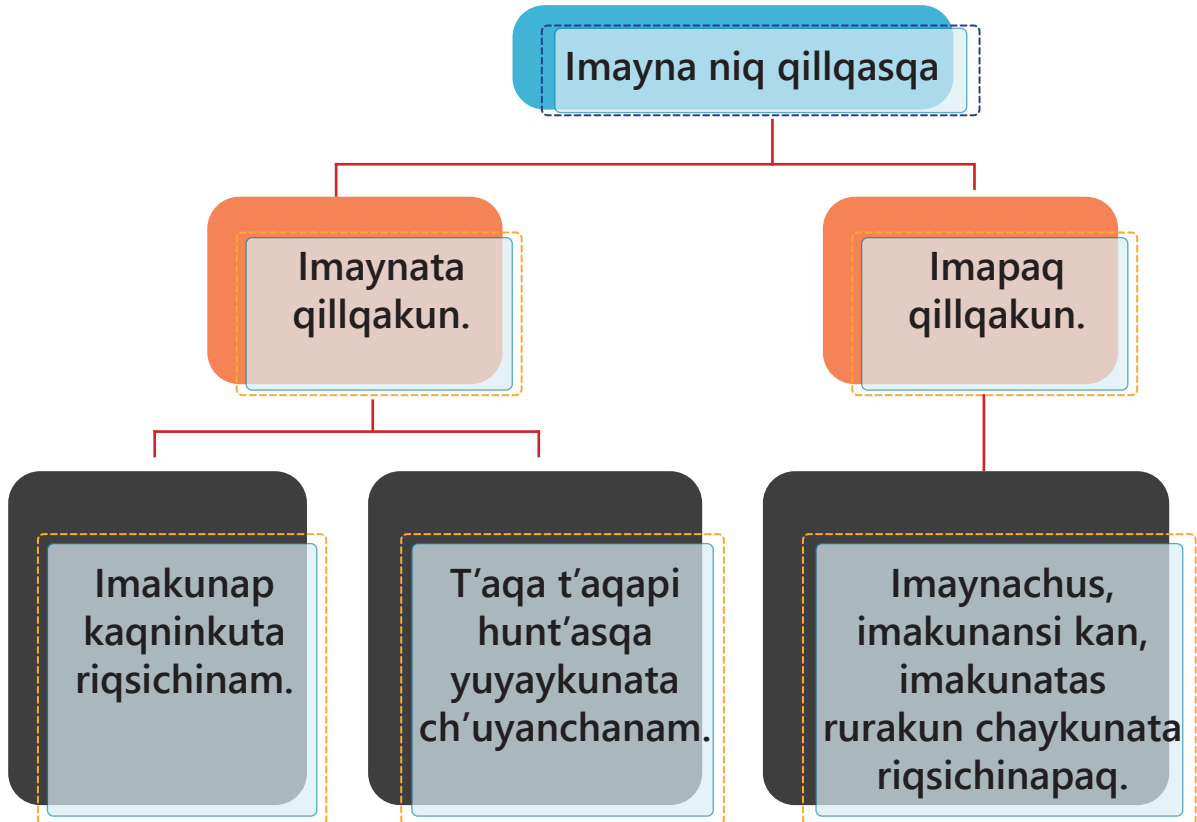 Imayna niq qillqasqa
Imaynata
qillqakun.
Imapaq
qillqakun.
Imakunap
kaqninkuta
riqsichinam.
T’aqa t’aqapi
hunt’asqa
yuyaykunata
ch’uyanchanam.
Imaynachus,
imakunansi kan,
imakunatas
rurakun chaykunata
riqsichinapaq.